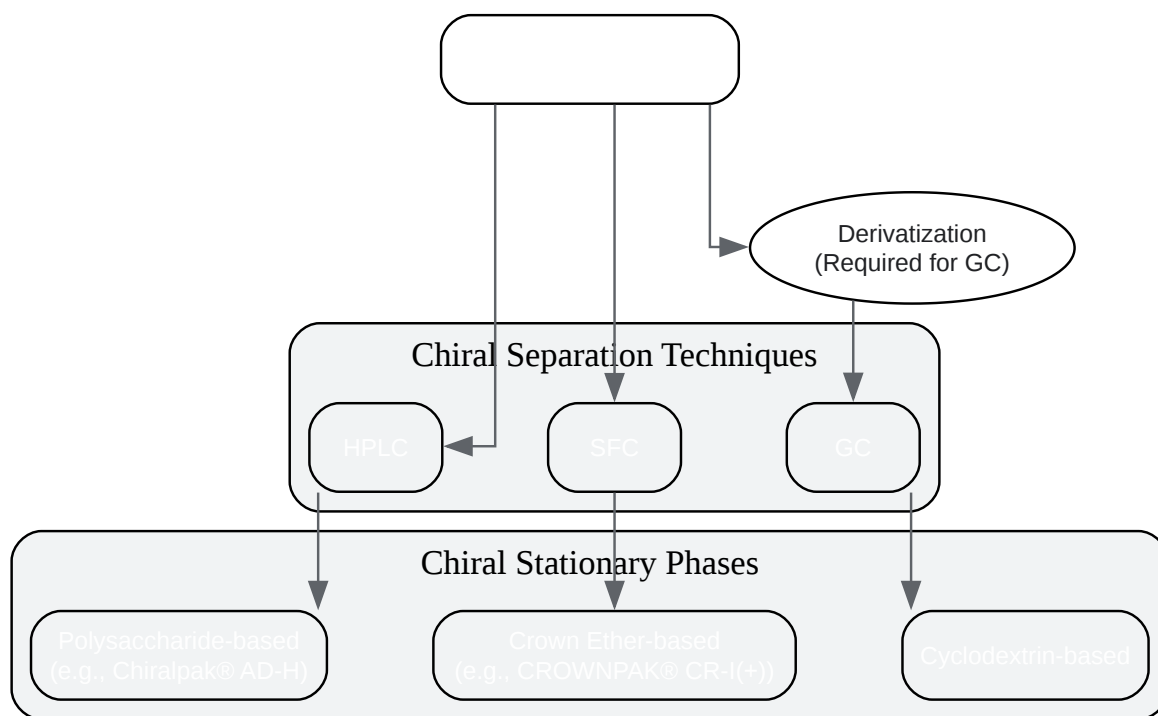 Derivatization
(Required for GC)
Chiral Separation Techniques
HPLC
SFC
GC
Chiral Stationary Phases
Polysaccharide-based
(e.g., Chiralpak® AD-H)
Crown Ether-based
(e.g., CROWNPAK® CR-I(+))
Cyclodextrin-based